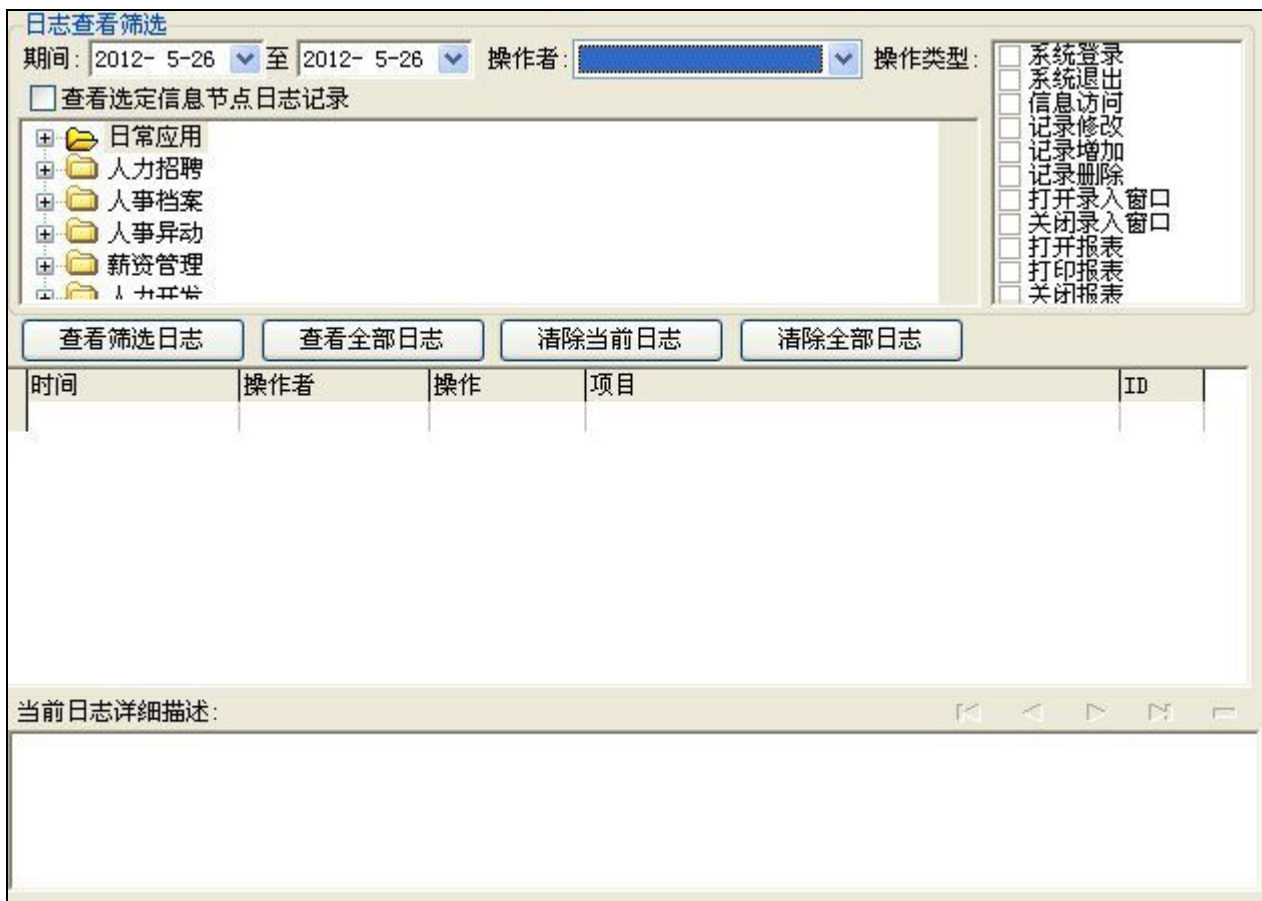 日志查看筛选
期间: 2012- 5-26 至 2012- 5-26 操作者: 操作类型:
系统登录
系统退出
信息访问
记录修改
记录增加
记录删除
打开录入窗口
关闭录入窗口
打开报表
打印报表
关闭报表
查看选定信息节点日志记录
日常应用
人力招聘
人事档案
人事异动
薪资管理
人力开发
查看筛选日志 查看全部日志 清除当前日志 清除全部日志
时间 操作者 操作 项目 ID
当前日志详细描述: